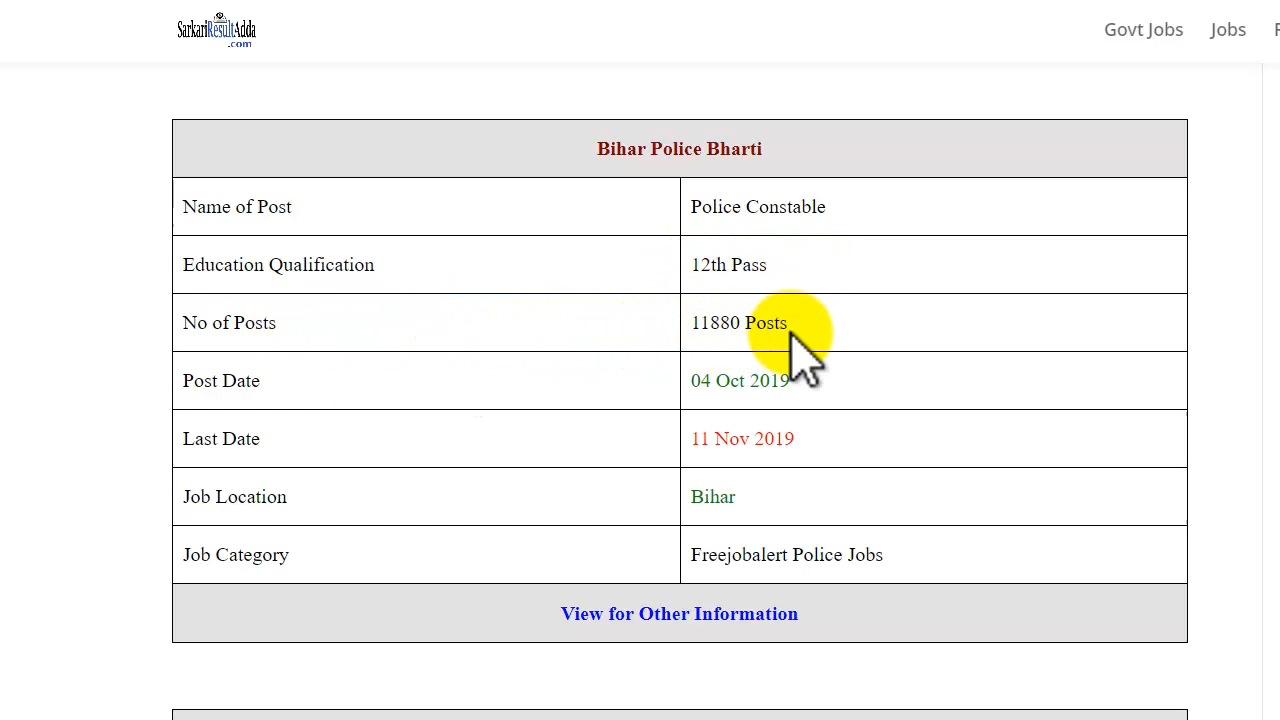 SarkariResultAdda
.com
Govt Jobs
Jobs
Bihar Police Bharti
Name of Post
Police Constable
Education Qualification
12th Pass
No of Posts
11880 Posts
Post Date
04 Oct 2019
Last Date
11 Nov 2019
Job Location
Bihar
Job Category
Freejobalert Police Jobs
View for Other Information